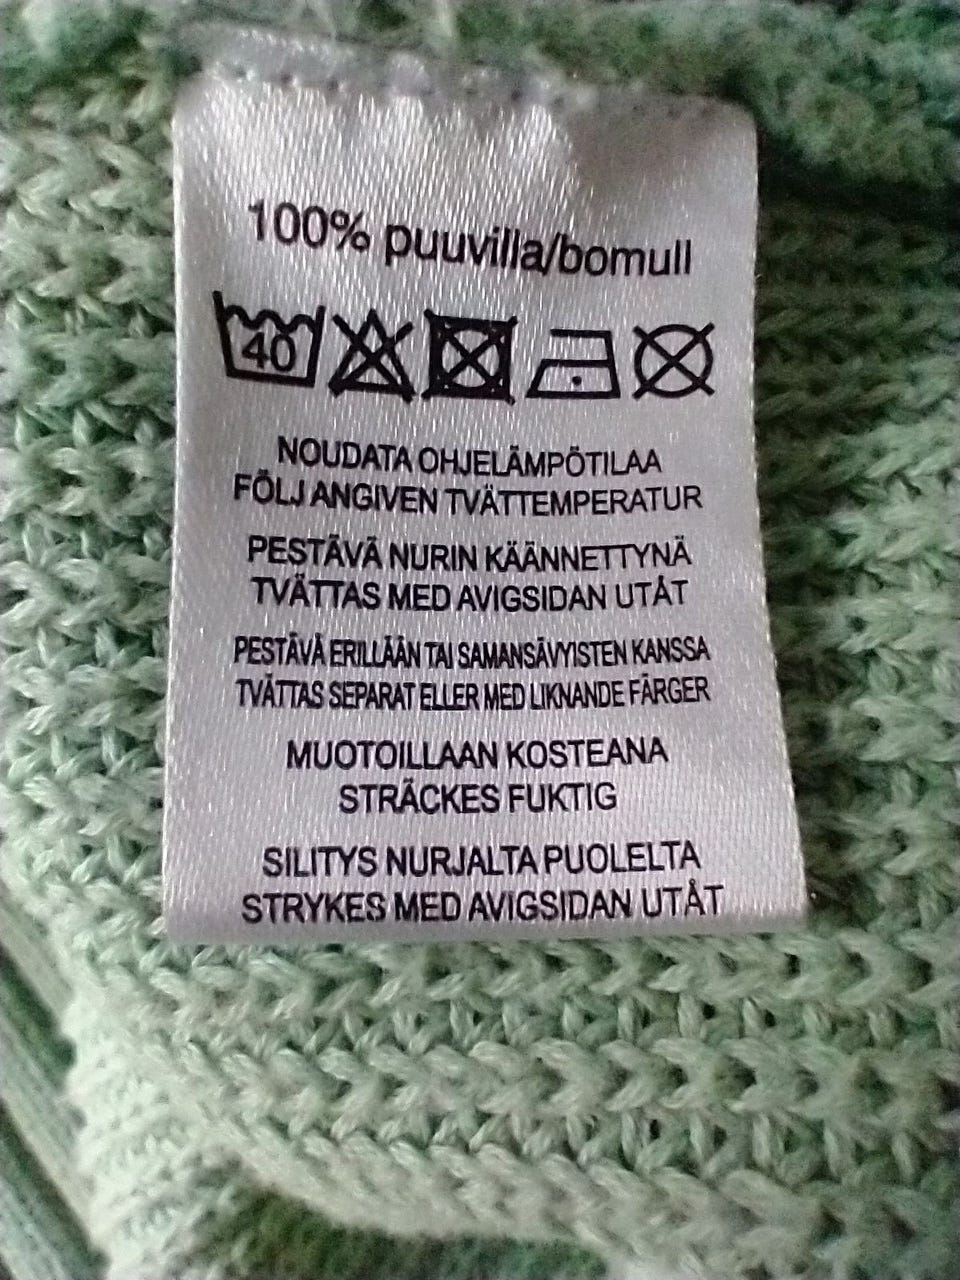 100% puuvilla/bomull
40
NOUDATA OHJELÄMPÖTILAA
FÖLJ ANGIVEN TVÄTTEMPERATUR
PESTÄVÄ NURIN KÄÄNNETTYNÄ
TVÄTTAS MED AVIGSIDAN UTÅT
PESTÄVÄ ERILLÄÄN TAI SAMANSÄVYISTEN KANSSA
TVÄTTAS SEPARAT ELLER MED LIKNANDE FÄRGER
MUOTOILLAAN KOSTEANA
STRÄCKES FUKTIG
SILITYS NURJALTA PUOLELTA
STRYKES MED AVIGSIDAN UTÅT